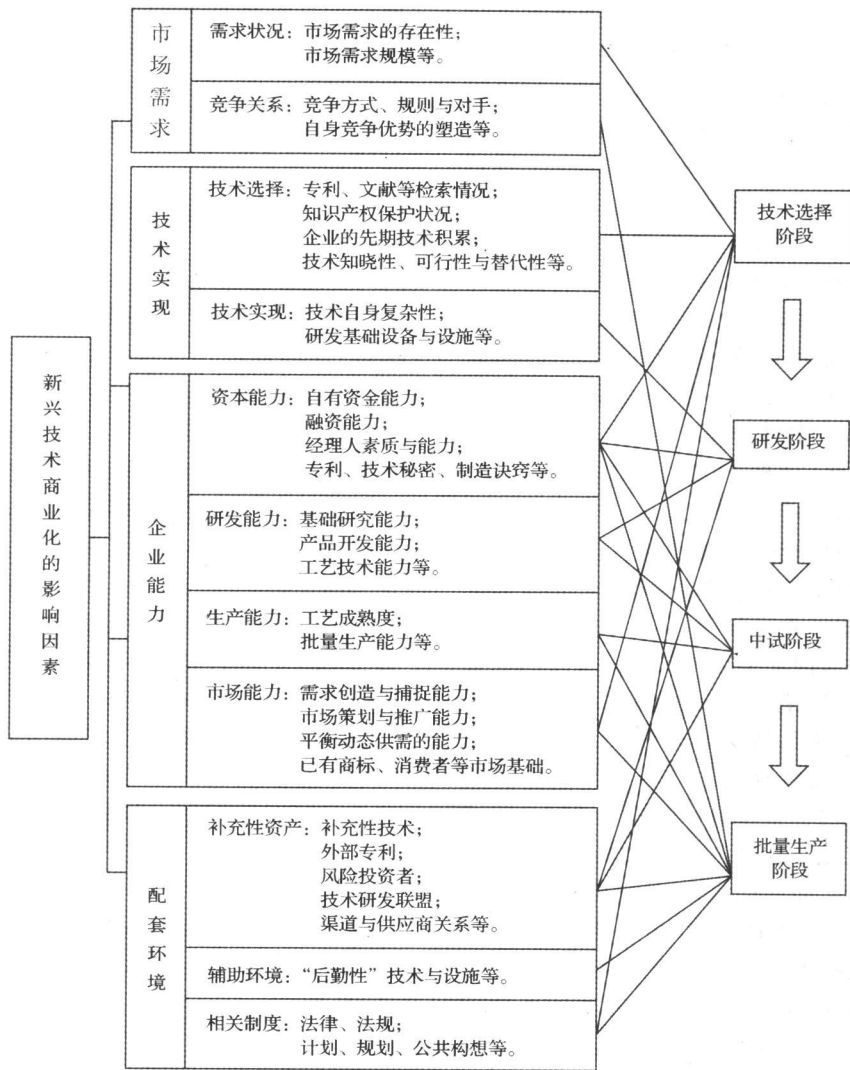 新兴技术商业化的影响因素
市场需求
需求状况：市场需求的存在性；
市场需求规模等。
竞争关系：竞争方式、规则与对手；
自身竞争优势的塑造等。
技术实现
技术选择：专利、文献等检索情况；
知识产权保护状况；
企业的先期技术积累；
技术知晓性、可行性与替代性等。
技术实现：技术自身复杂性；
研发基础设备与设施等。
企业能力
资本能力：自有资金能力；
融资能力；
经理人素质与能力；
专利、技术秘密、制造诀窍等。
研发能力：基础研究能力；
产品开发能力；
工艺技术能力等。
生产能力：工艺成熟度；
批量生产能力等。
市场能力：需求创造与捕捉能力；
市场策划与推广能力；
平衡动态供需的能力；
已有商标、消费者等市场基础。
配套环境
补充性资产：补充性技术；
外部专利；
风险投资者；
技术研发联盟；
渠道与供应商关系等。
辅助环境：“后勤性”技术与设施等。
相关制度：法律、法规；
计划、规划、公共构想等。
技术选择
阶段
研发阶段
中试阶段
批量生产
阶段